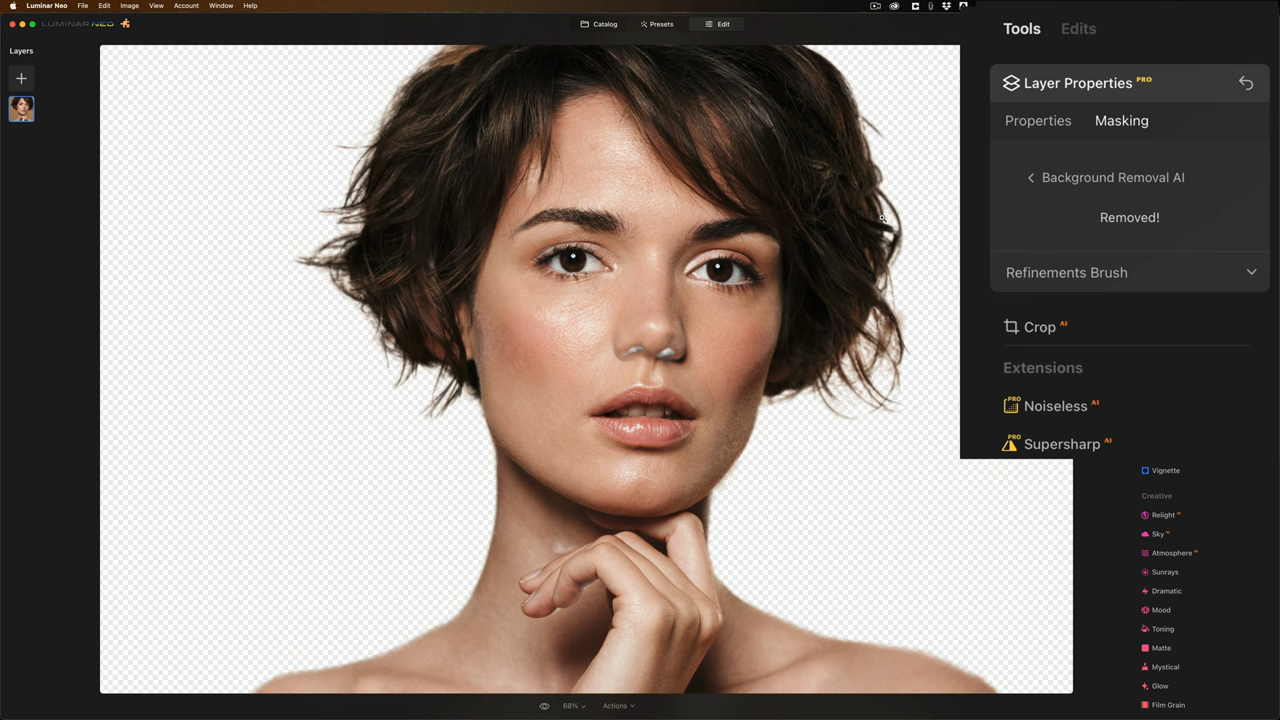 Luminar Neo File Edit Image View Account Window Help
LUMINAR NEO
Catalog Presets Edit
Layers
Tools Edits
Layer Properties PRO
Properties Masking
Background Removal AI
Removed!
Refinements Brush
Crop AI
Extensions
PRO Noiseless AI
PRO Supersharp AI
Vignette
Creative
Relight AI
Sky AI
Atmosphere AI
Sunrays
Dramatic
Mood
Toning
Matte
Mystical
Glow
Film Grain
68% Actions